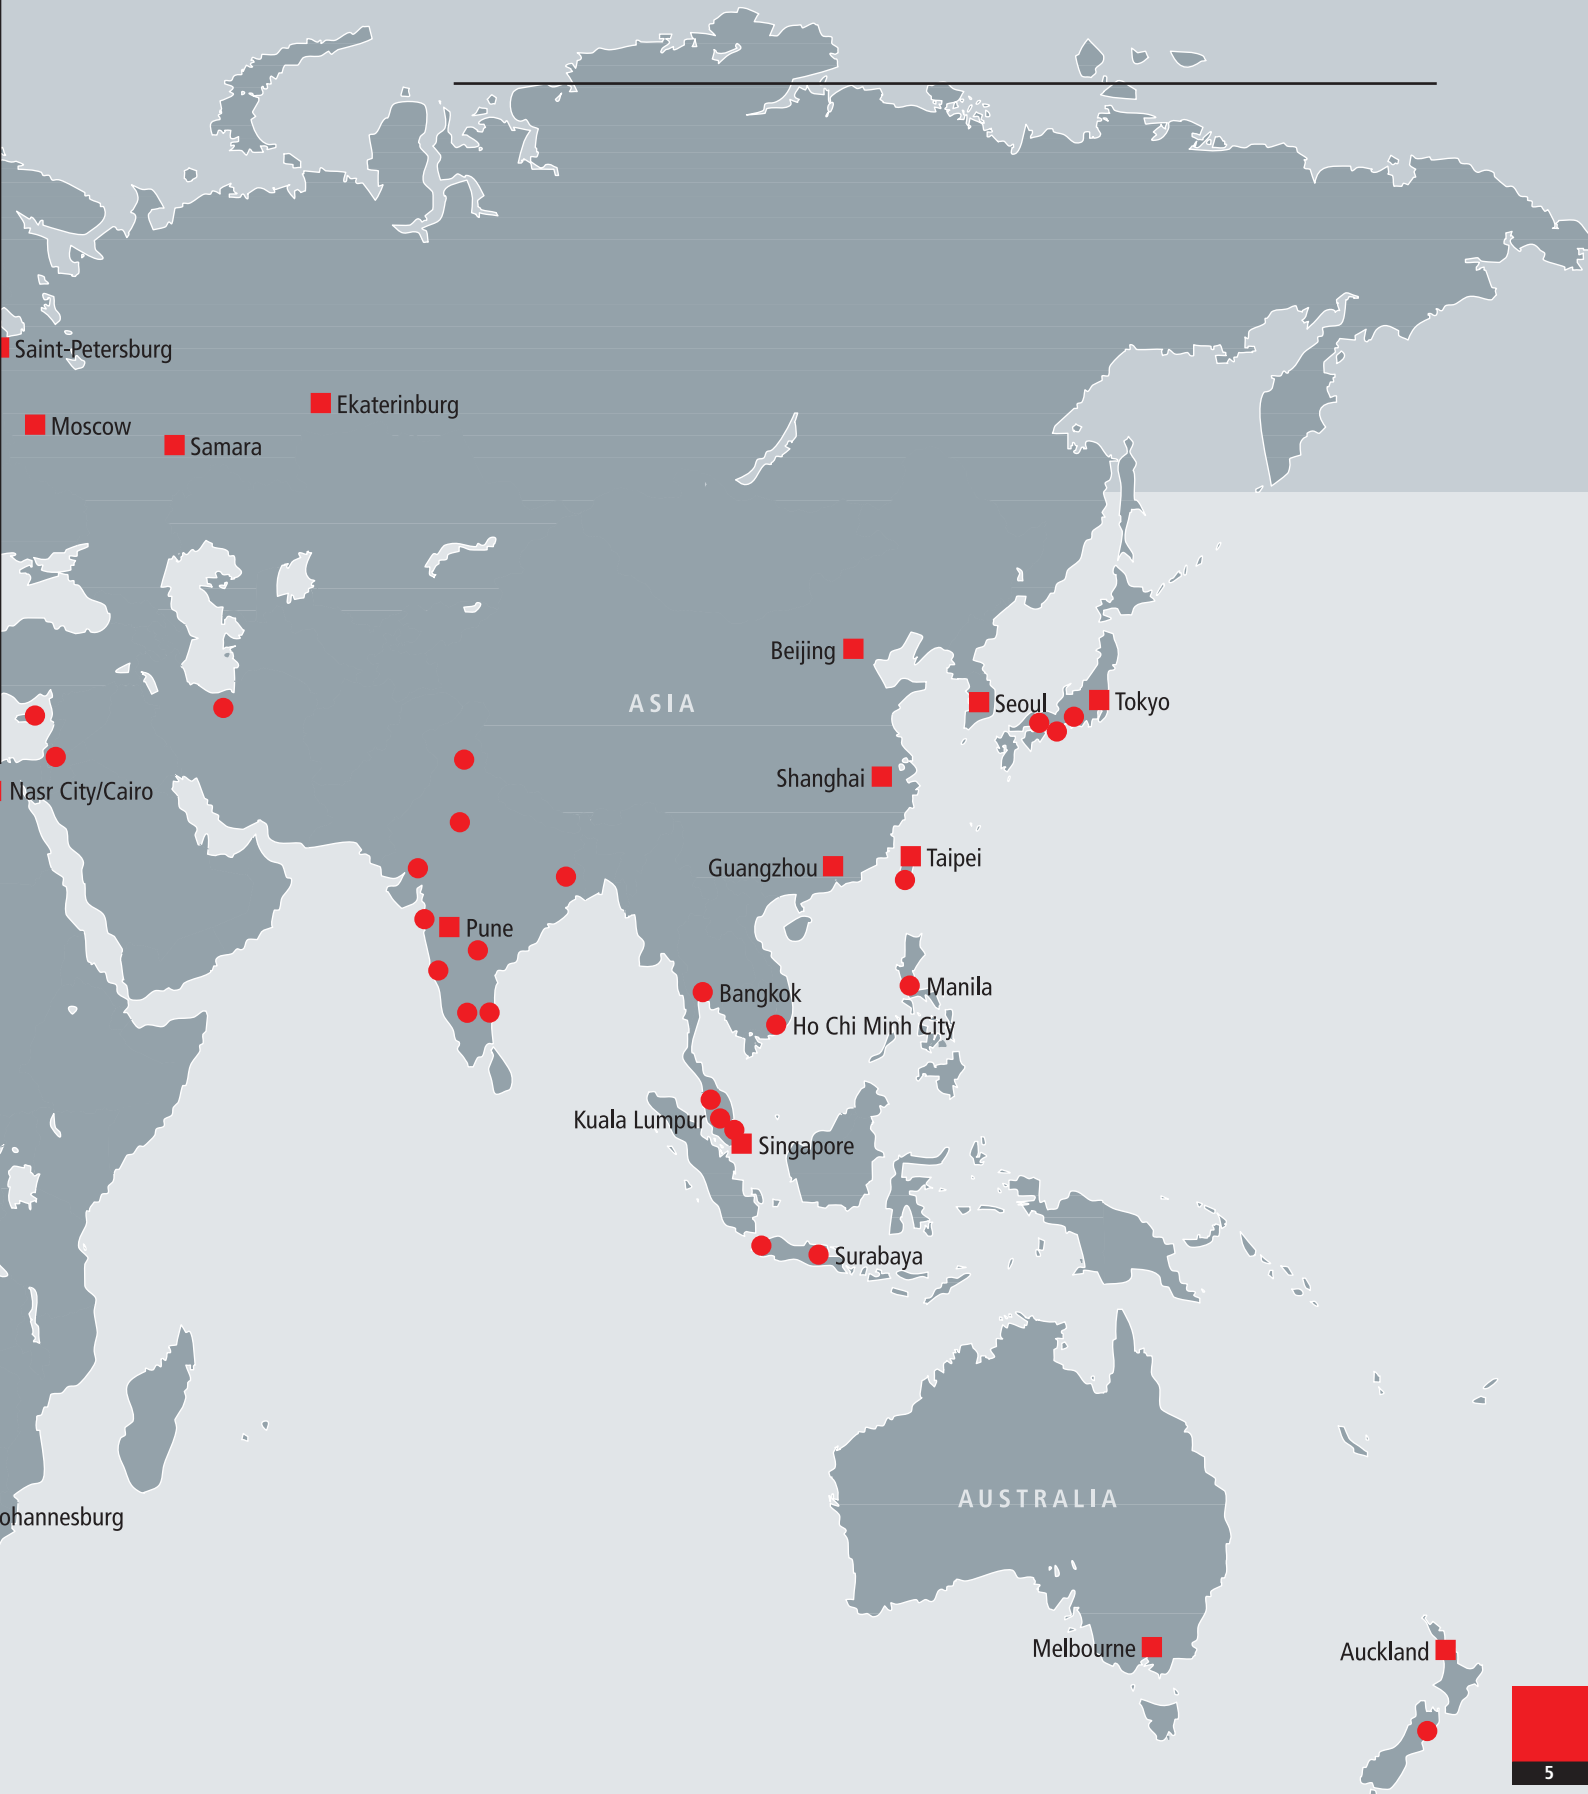 Saint-Petersburg
Ekaterinburg
Moscow
Samara
Beijing
ASIA
Seoul
Tokyo
Shanghai
Nasr City/Cairo
Taipei
Guangzhou
Pune
Manila
Bangkok
Ho Chi Minh City
Kuala Lumpur
Singapore
Surabaya
AUSTRALIA
ohannesburg
Melbourne
Auckland
5